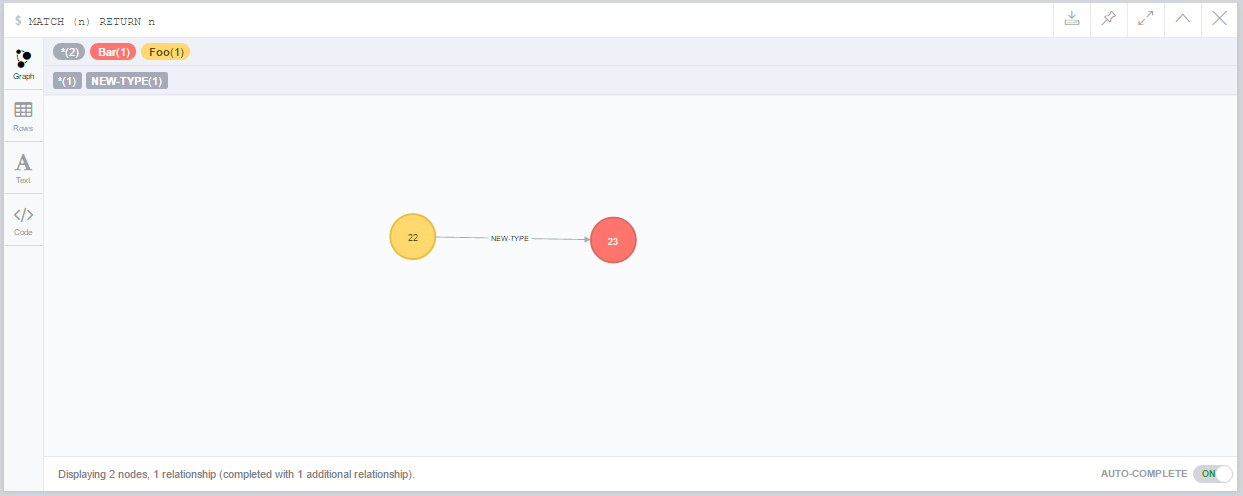 $ MATCH (n) RETURN n
*(2) Bar(1) Foo(1)
*(1) NEW-TYPE(1)
Graph
Rows
Text
Code
22 NEW-TYPE 23
Displaying 2 nodes, 1 relationship (completed with 1 additional relationship).
AUTO-COMPLETE ON